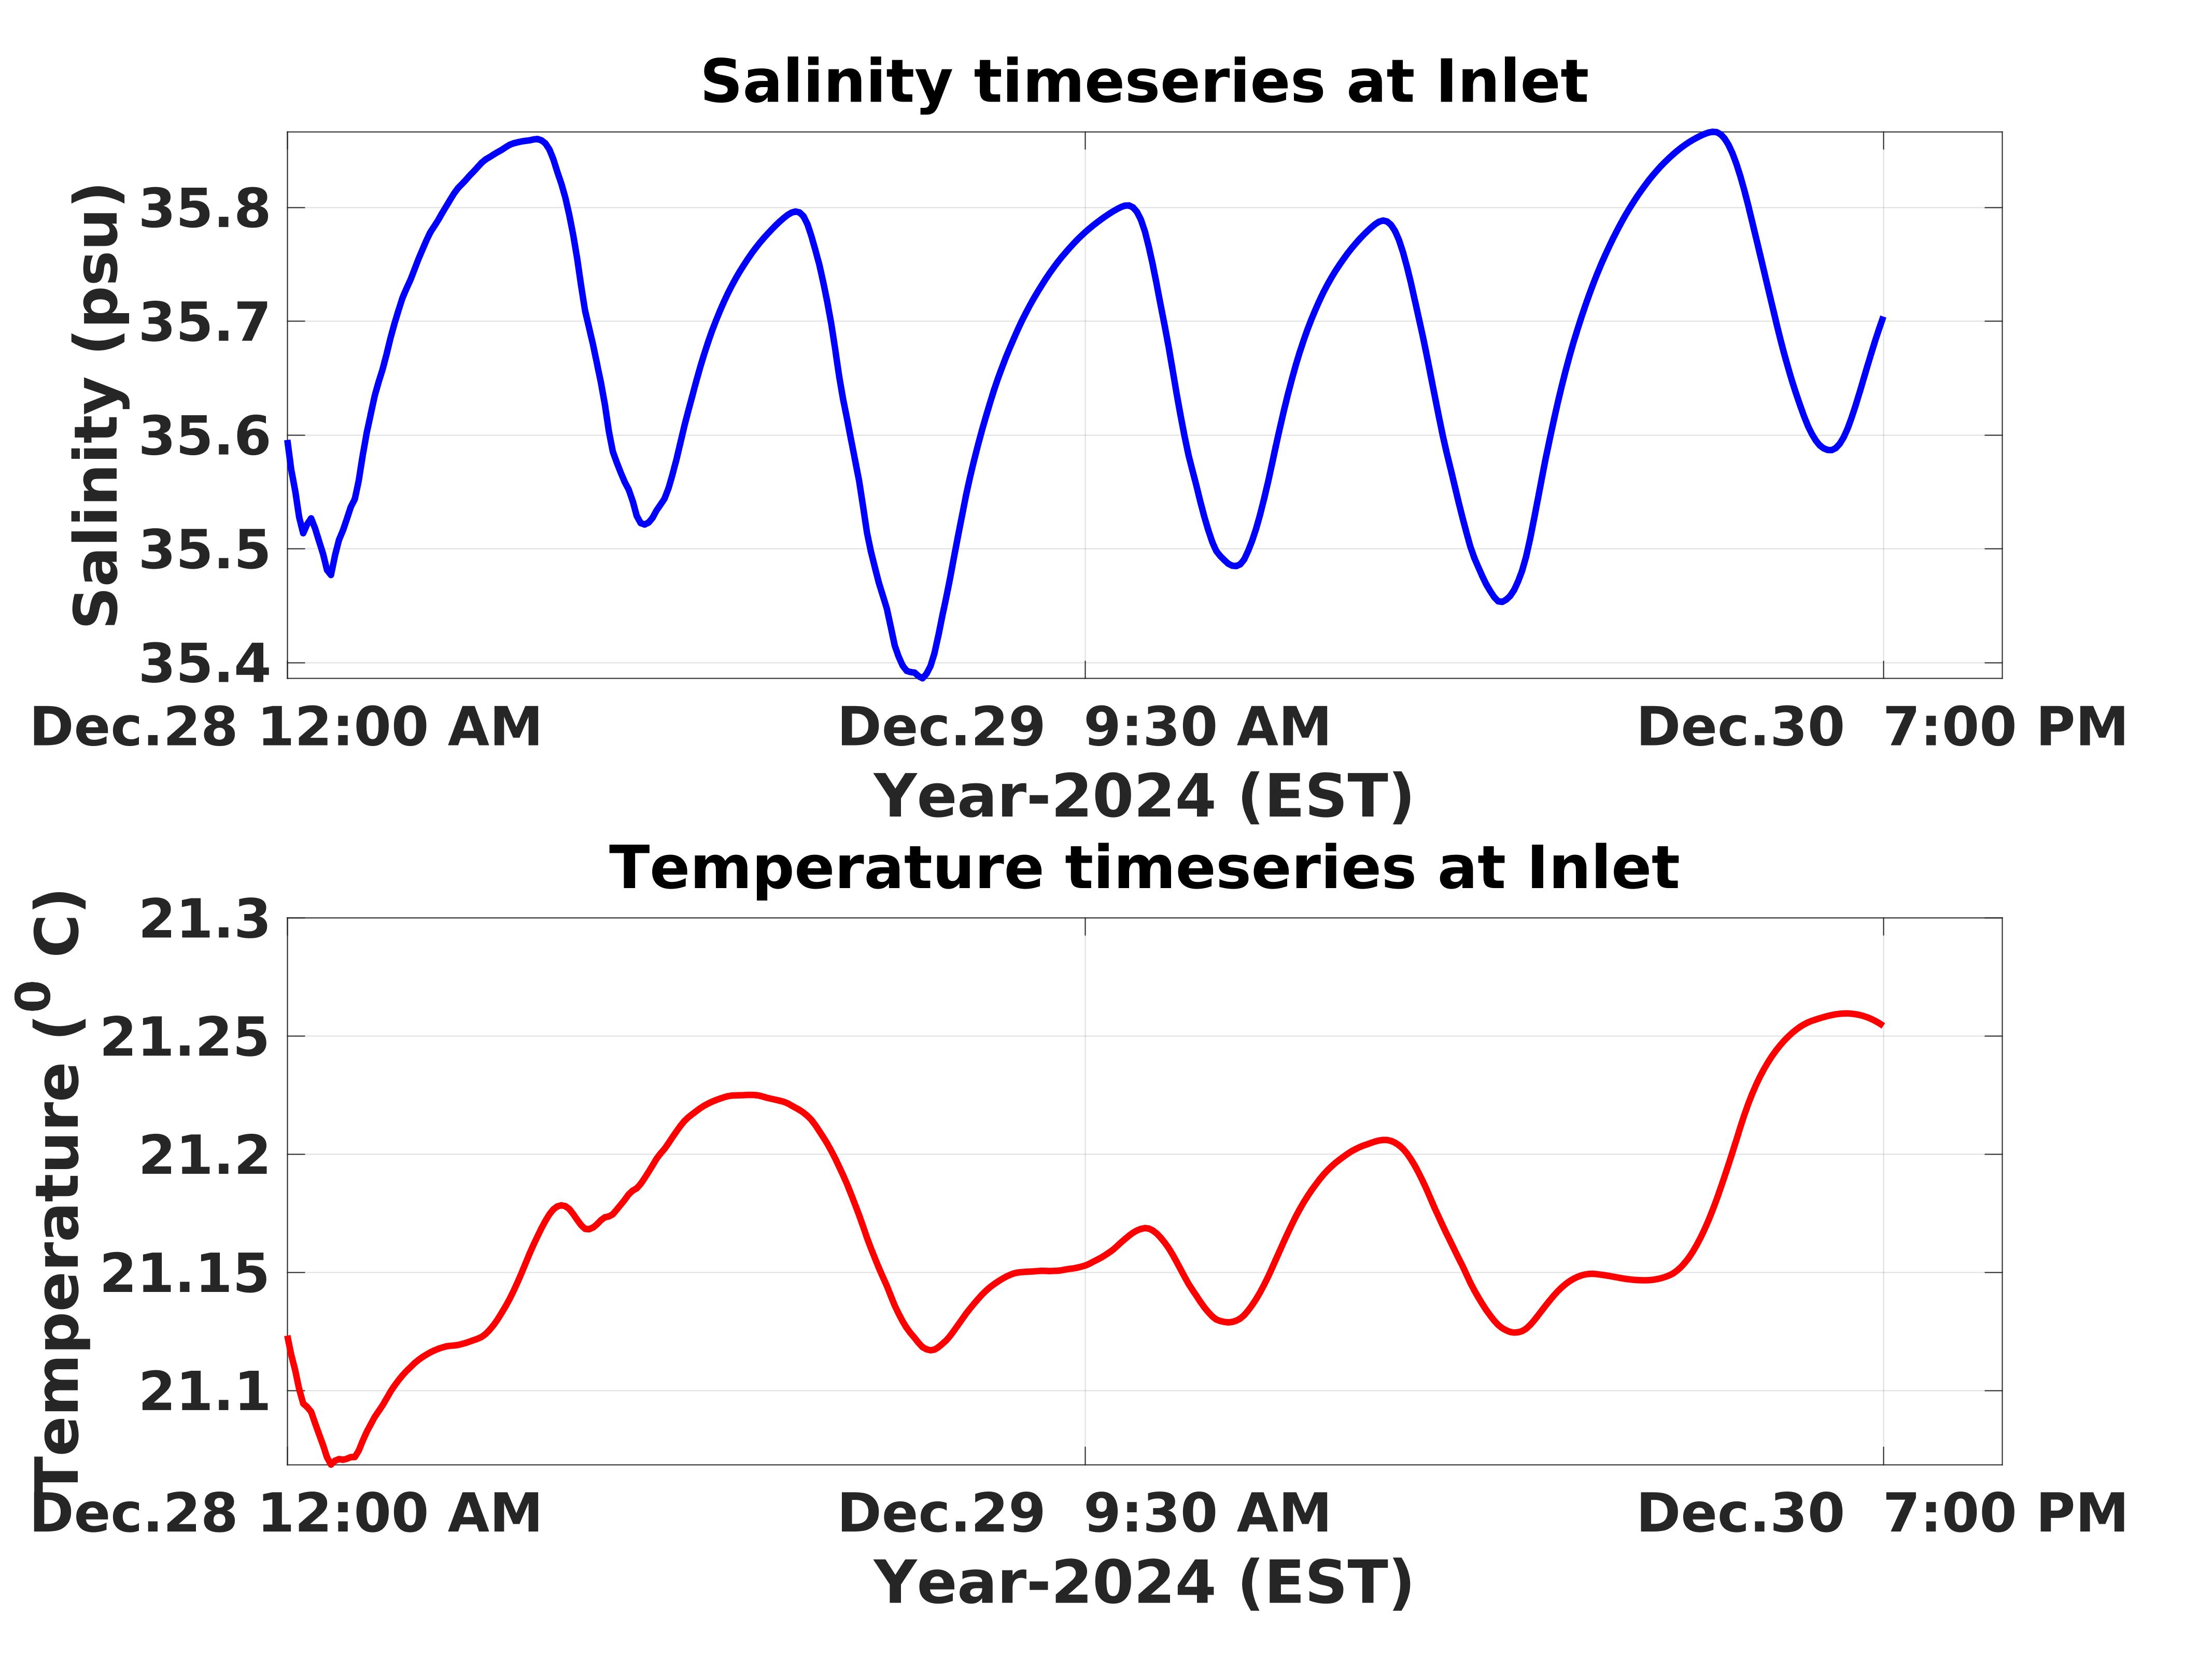 Salinity timeseries at Inlet
Salinity (psu)
35.8
35.7
35.6
35.5
35.4
Dec.28 12:00 AM
Dec.29  9:30 AM
Dec.30  7:00 PM
Year-2024 (EST)
Temperature timeseries at Inlet
Temperature (⁰ C)
21.3
21.25
21.2
21.15
21.1
Dec.28 12:00 AM
Dec.29  9:30 AM
Dec.30  7:00 PM
Year-2024 (EST)